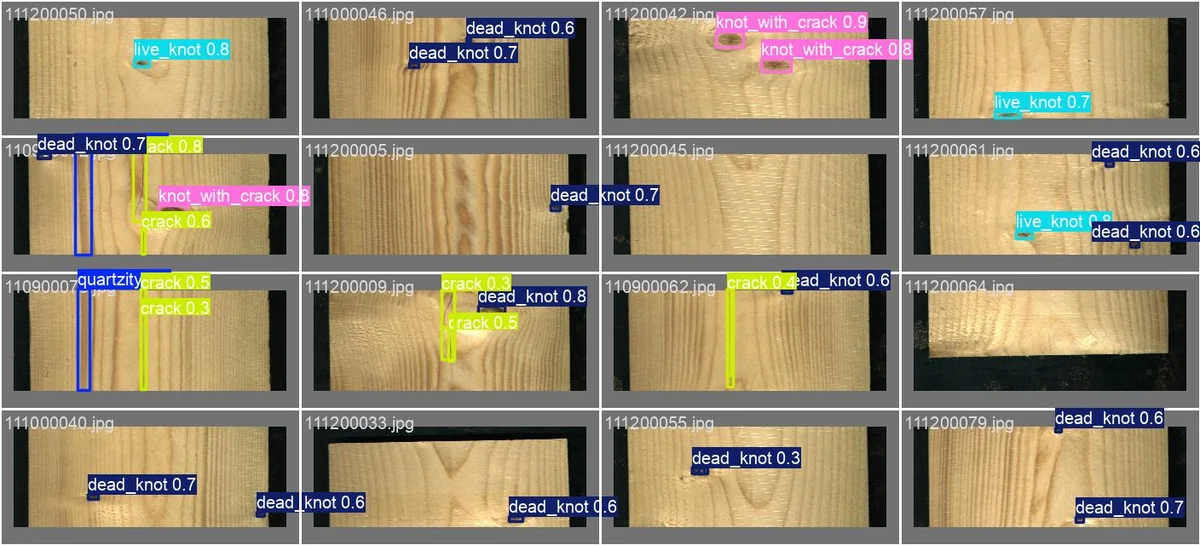 111200050.jpg
live_knot 0.8
111000046.jpg
dead_knot 0.6
dead_knot 0.7
111200042.jpg
knot_with_crack 0.9
knot_with_crack 0.8
111200057.jpg
live_knot 0.7
dead_knot 0.7
ack 0.8
knot_with_crack 0.8
crack 0.6
111200005.jpg
dead_knot 0.7
111200045.jpg
111200061.jpg
dead_knot 0.6
live_knot 0.8
dead_knot 0.6
quartzity
crack 0.5
crack 0.3
111200009.jpg
crack 0.3
dead_knot 0.8
crack 0.5
110900062.jpg
crack 0.4
dead_knot 0.6
111200064.jpg
111000040.jpg
dead_knot 0.7
dead_knot 0.6
111200033.jpg
dead_knot 0.6
111200055.jpg
dead_knot 0.3
111200079.jpg
dead_knot 0.6
dead_knot 0.7